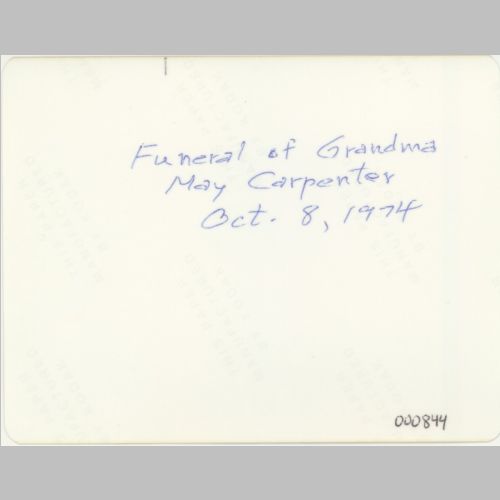 Funeral of Grandma
May Carpenter
Oct. 8, 1974
000844